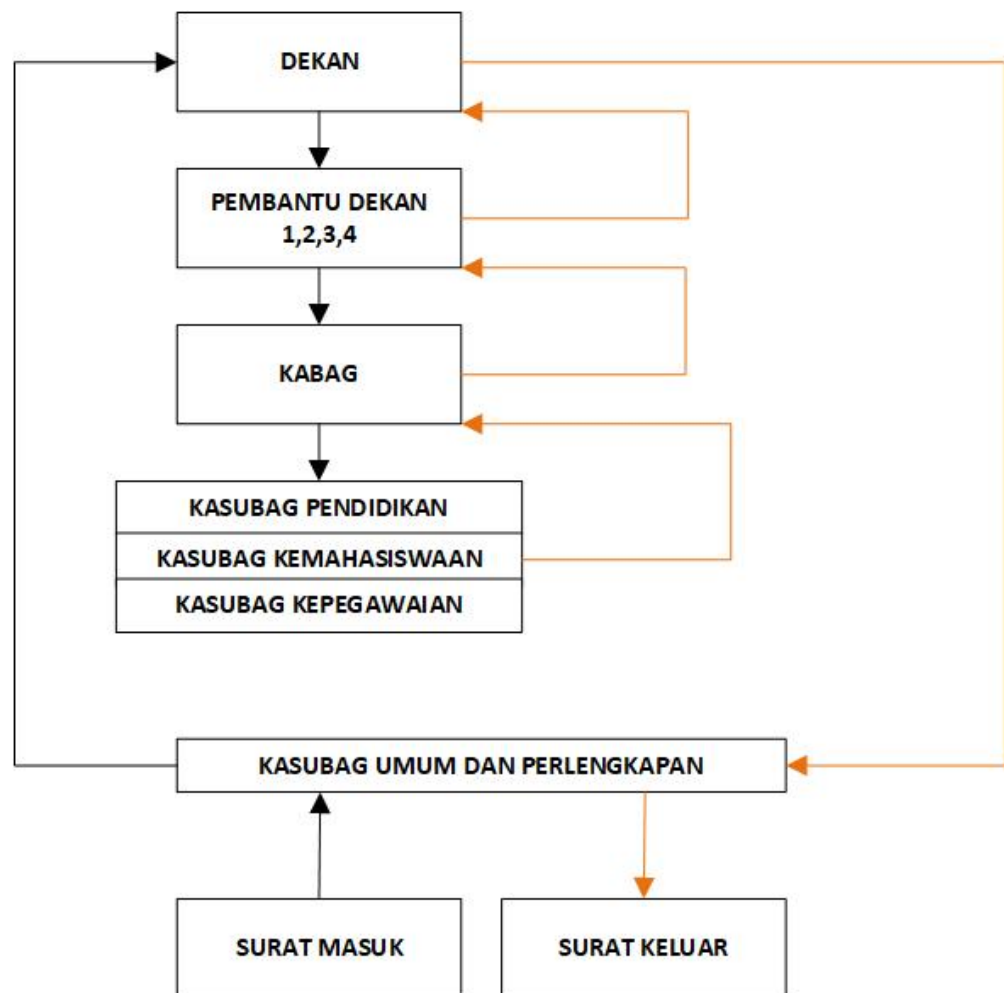 DEKAN
PEMBANTU DEKAN
1,2,3,4
KABAG
KASUBAG PENDIDIKAN
KASUBAG KEMAHASISWAAN
KASUBAG KEPEGAWAIAN
KASUBAG UMUM DAN PERLENGKAPAN
SURAT MASUK
SURAT KELUAR